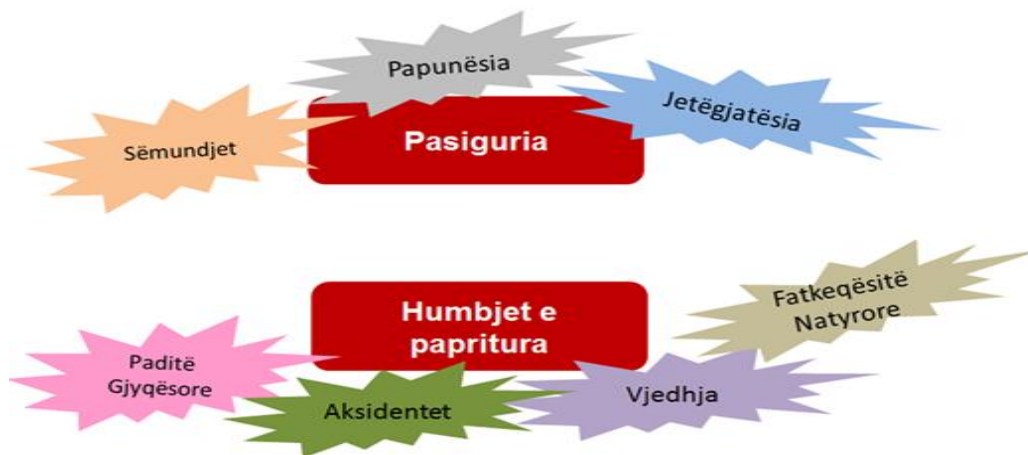 Papunësia
Jetëgjatësia
Sëmundjet
Pasiguria
Fatkeqësitë
Natyrore
Humbjet e
papritura
Paditë
Gjyqësore
Aksidentet
Vjedhja